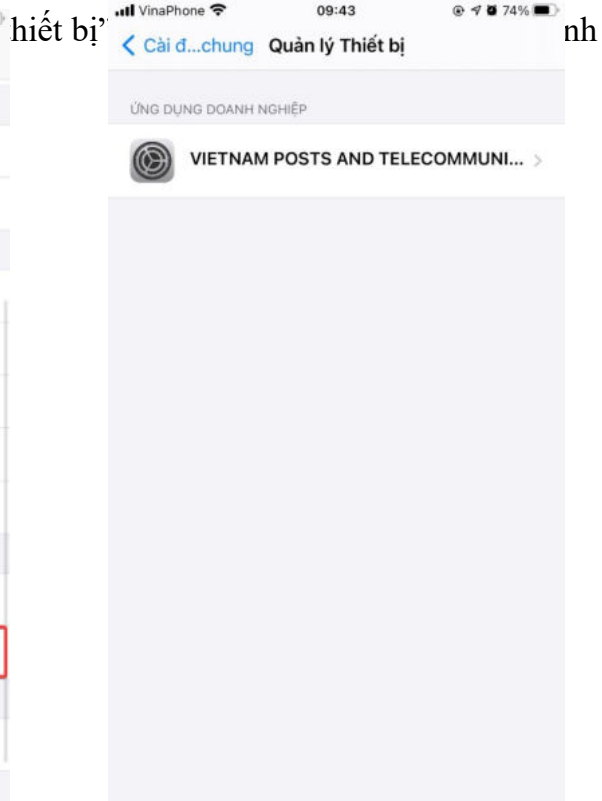 VinaPhone 09:43 74%
hiết bị” nh
Cài đ...chung Quản lý Thiết bị
ỨNG DỤNG DOANH NGHIỆP
VIETNAM POSTS AND TELECOMMUNI...